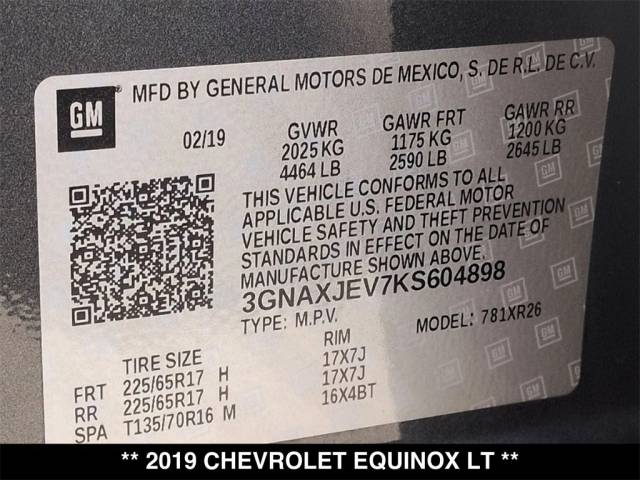 GM MFD BY GENERAL MOTORS DE MEXICO, S. DE R.L. DE C.V.
02/19 GVWR GAWR FRT GAWR RR
2025 KG 1175 KG 1200 KG
4464 LB 2590 LB 2645 LB
THIS VEHICLE CONFORMS TO ALL
APPLICABLE U.S. FEDERAL MOTOR
VEHICLE SAFETY AND THEFT PREVENTION
STANDARDS IN EFFECT ON THE DATE OF
MANUFACTURE SHOWN ABOVE.
3GNAXJEV7KS604898
TYPE: M.P.V. MODEL: 781XR26
TIRE SIZE RIM
FRT 225/65R17 H 17X7J
RR 225/65R17 H 17X7J
SPA T135/70R16 M 16X4BT
** 2019 CHEVROLET EQUINOX LT **